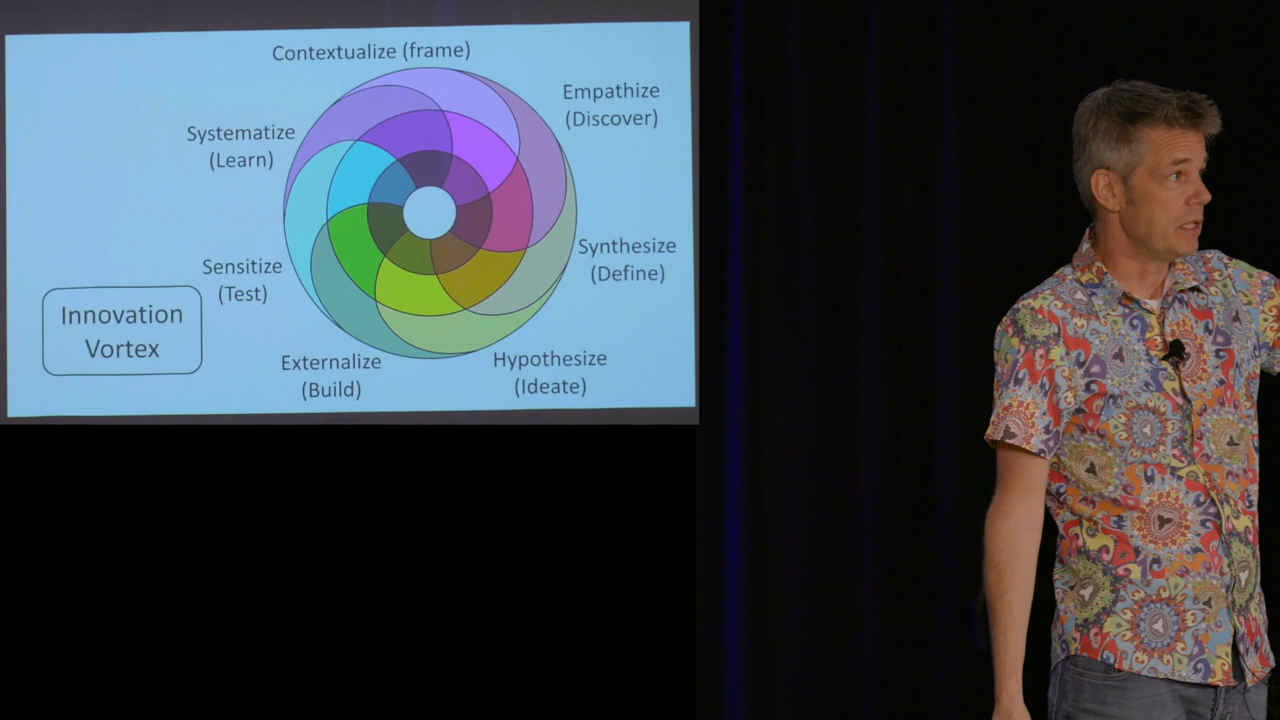 Contextualize (frame)
Empathize
(Discover)
Synthesize
(Define)
Hypothesize
(Ideate)
Externalize
(Build)
Sensitize
(Test)
Systematize
(Learn)
Innovation
Vortex